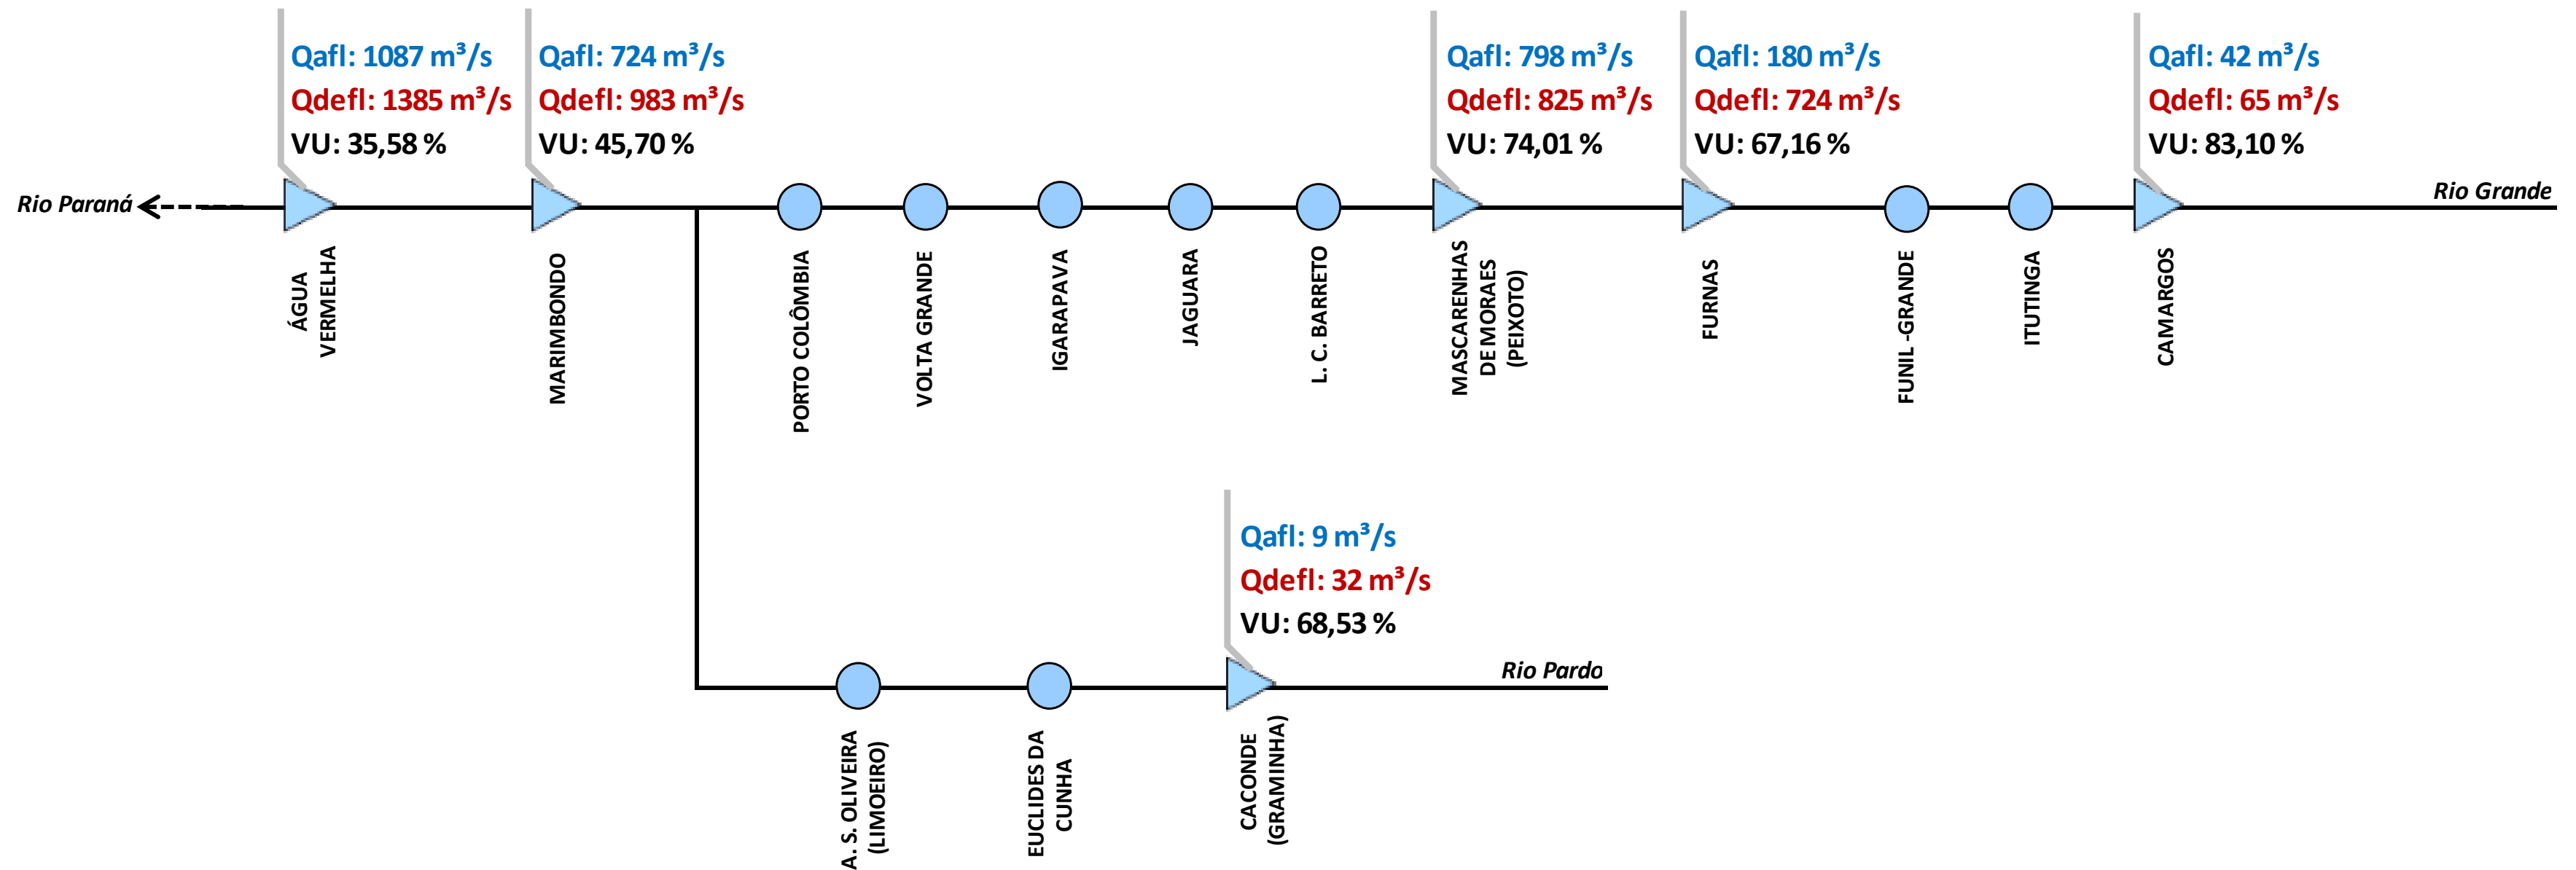 Qafl: 1087 m³/s
Qdefl: 1385 m³/s
VU: 35,58 %
Qafl: 724 m³/s
Qdefl: 983 m³/s
VU: 45,70 %
Qafl: 798 m³/s
Qdefl: 825 m³/s
VU: 74,01 %
Qafl: 180 m³/s
Qdefl: 724 m³/s
VU: 67,16 %
Qafl: 42 m³/s
Qdefl: 65 m³/s
VU: 83,10 %
Rio Paraná
Rio Grande
ÁGUA
VERMELHA
MARIMBONDO
PORTO COLÔMBIA
VOLTA GRANDE
IGARAPAVA
JAGUARA
L. C. BARRETO
MASCARENHAS
DE MORAES
(PEIXOTO)
FURNAS
FUNIL -GRANDE
ITUTINGA
CAMARGOS
Qafl: 9 m³/s
Qdefl: 32 m³/s
VU: 68,53 %
Rio Pardo
A. S. OLIVEIRA
(LIMOEIRO)
EUCLIDES DA
CUNHA
CACONDE
(GRAMINHA)